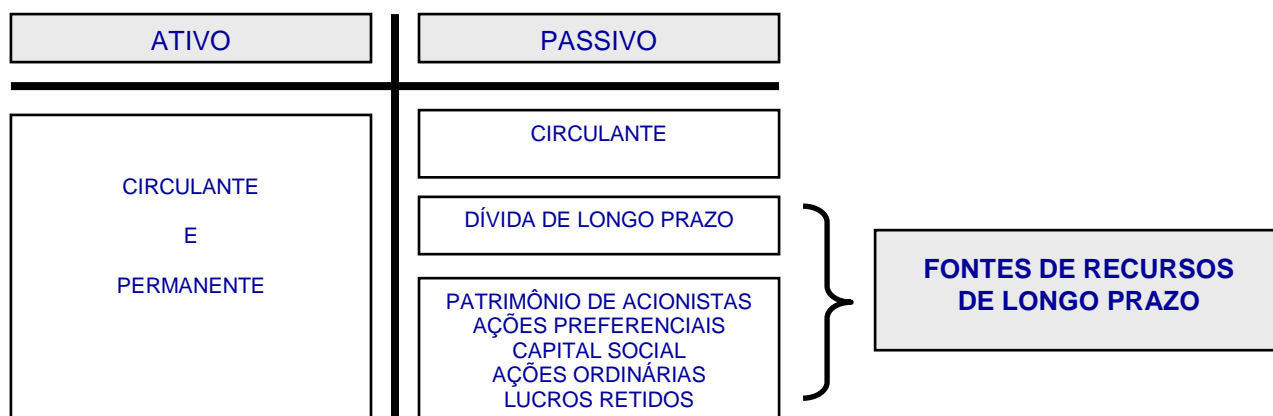 ATIVO
PASSIVO
CIRCULANTE
E
PERMANENTE
CIRCULANTE
DÍVIDA DE LONGO PRAZO
PATRIMÔNIO DE ACIONISTAS
AÇÕES PREFERENCIAIS
CAPITAL SOCIAL
AÇÕES ORDINÁRIAS
LUCROS RETIDOS
FONTES DE RECURSOS
DE LONGO PRAZO